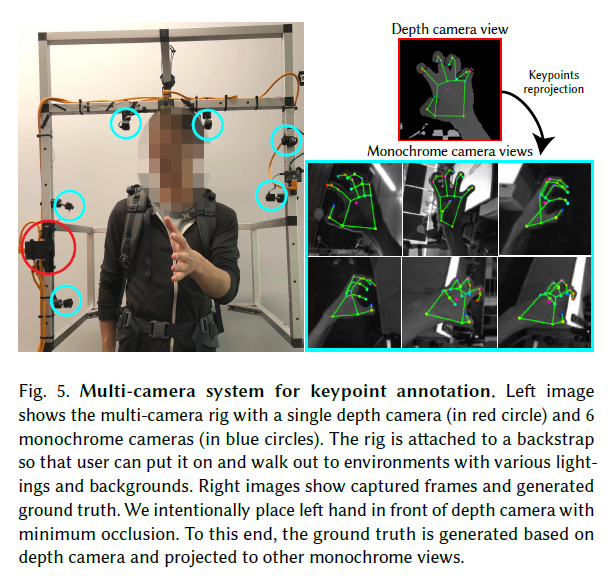 Depth camera view
Keypoints
reprojection
Monochrome camera views
Fig. 5. Multi-camera system for keypoint annotation. Left image
shows the multi-camera rig with a single depth camera (in red circle) and 6
monochrome cameras (in blue circles). The rig is attached to a backstrap
so that user can put it on and walk out to environments with various light-
ings and backgrounds. Right images show captured frames and generated
ground truth. We intentionally place left hand in front of depth camera with
minimum occlusion. To this end, the ground truth is generated based on
depth camera and projected to other monochrome views.